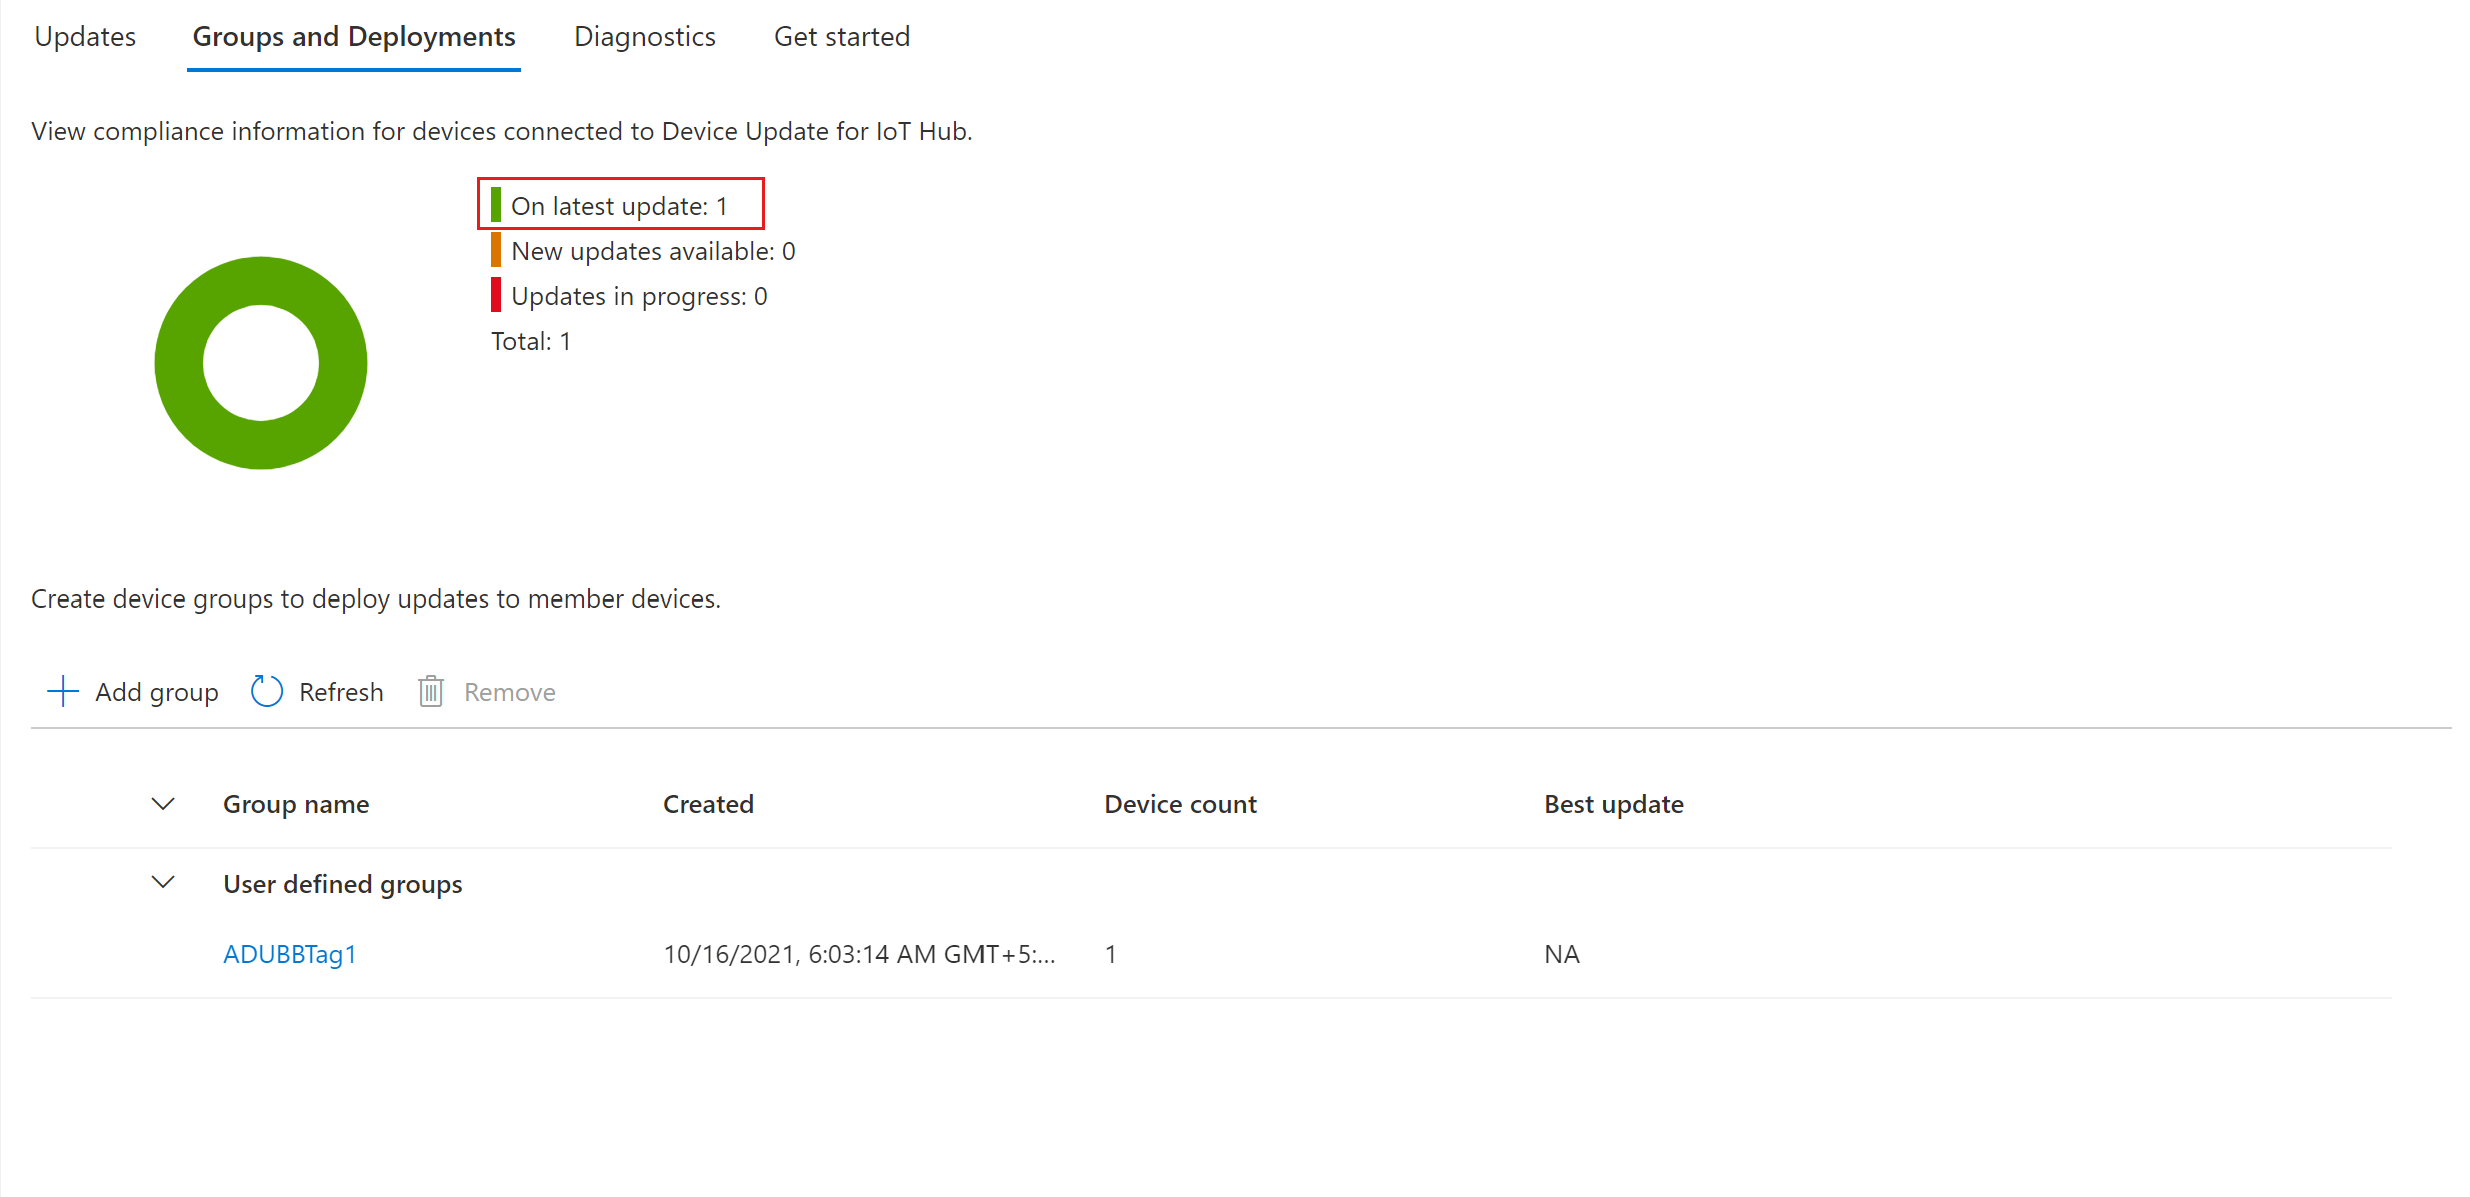 Updates Groups and Deployments Diagnostics Get started
View compliance information for devices connected to Device Update for IoT Hub.
On latest update: 1
New updates available: 0
Updates in progress: 0
Total: 1
Create device groups to deploy updates to member devices.
Add group Refresh Remove
Group name Created Device count Best update
User defined groups
ADUBBTag1 10/16/2021, 6:03:14 AM GMT+5:... 1 NA